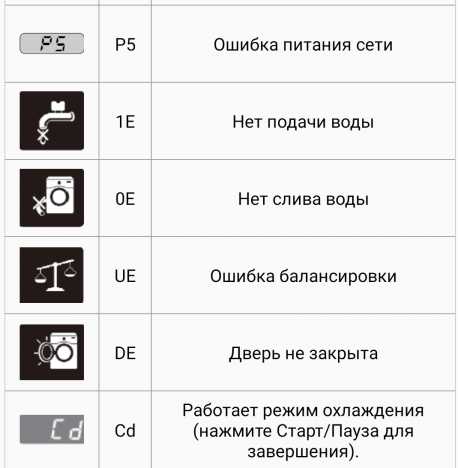 P5 P5 Ошибка питания сети
1E Нет подачи воды
0E Нет слива воды
UE Ошибка балансировки
DE Дверь не закрыта
Cd Cd Работает режим охлаждения
(нажмите Старт/Пауза для
завершения).